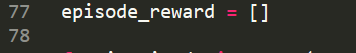 77 episode_reward = []
78